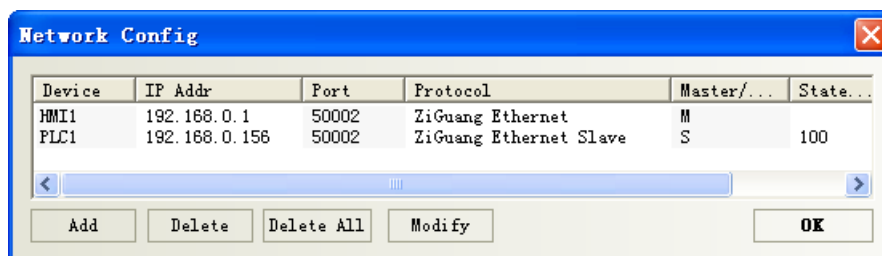 Network Config
Device IP Addr Port Protocol Master/... State...
HMI1 192.168.0.1 50002 ZiGuang Ethernet M
PLC1 192.168.0.156 50002 ZiGuang Ethernet Slave S 100
Add Delete Delete All Modify OK